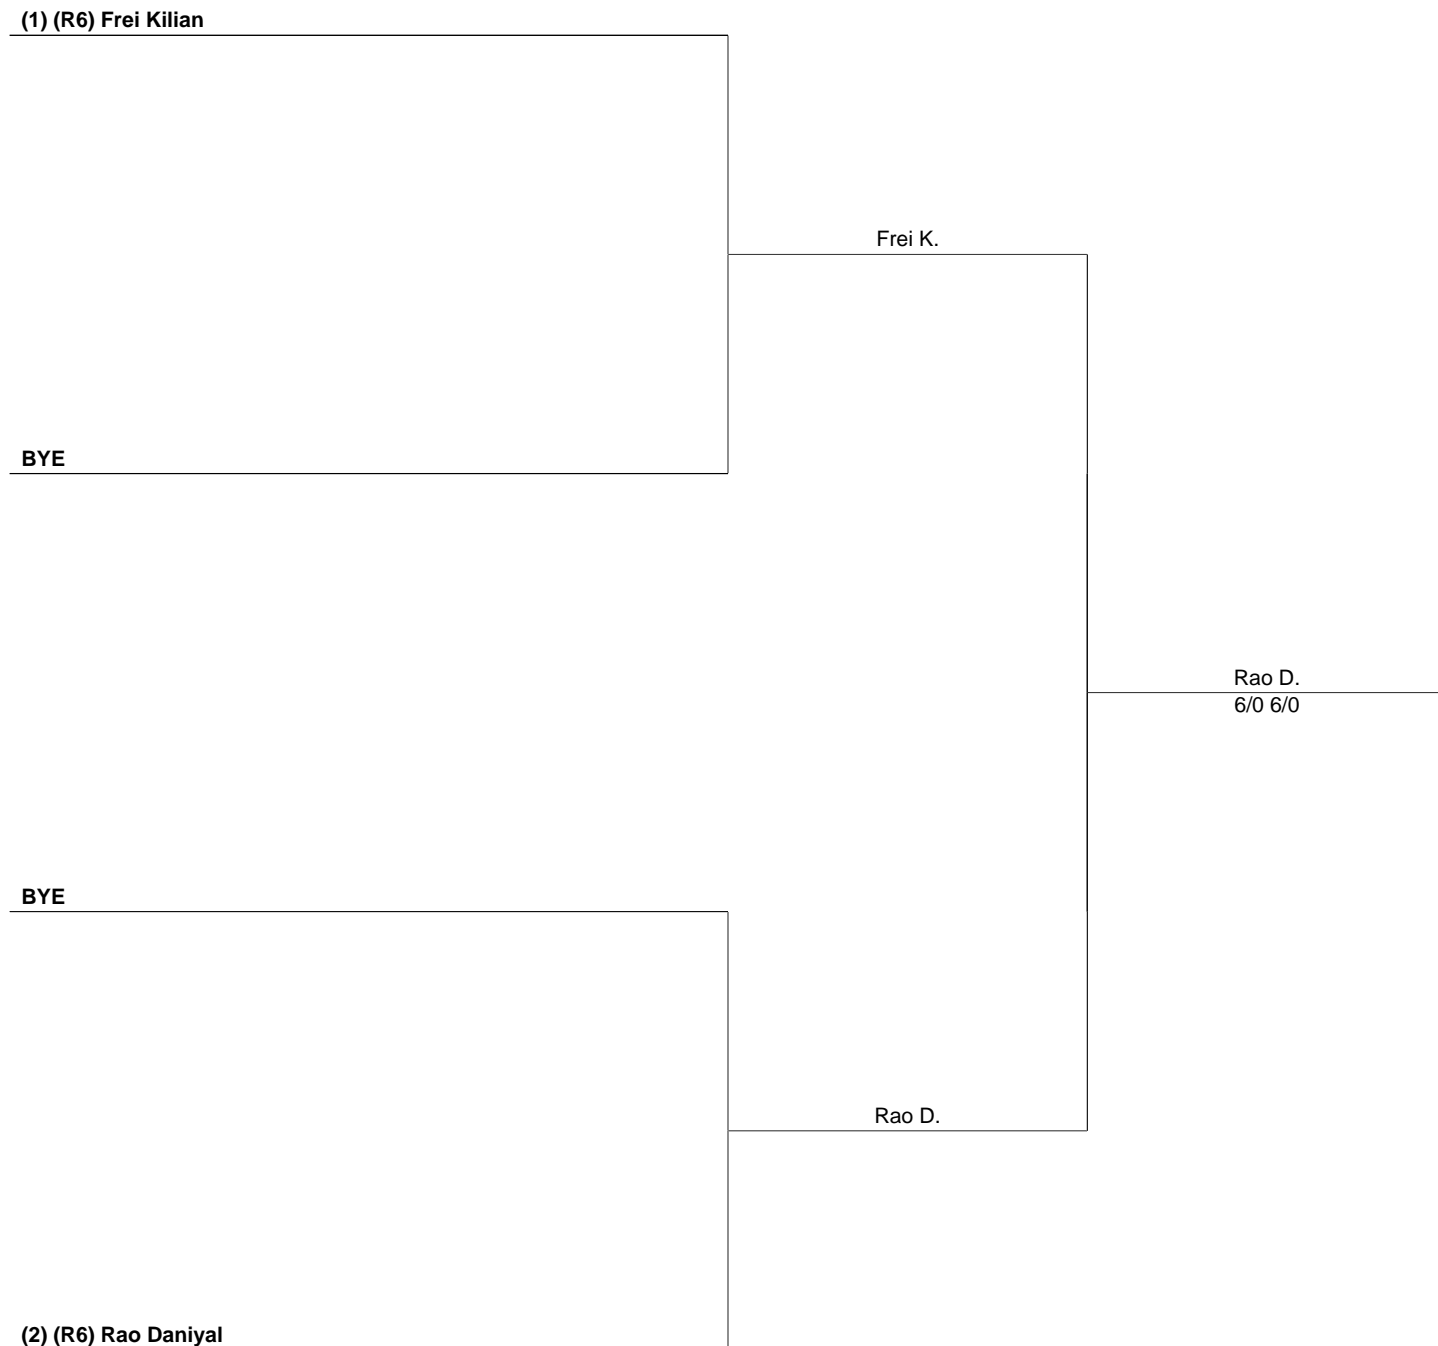 (1) (R6) Frei Kilian
Frei K.
BYE
Rao D.
6/0 6/0
BYE
Rao D.
(2) (R6) Rao Daniyal